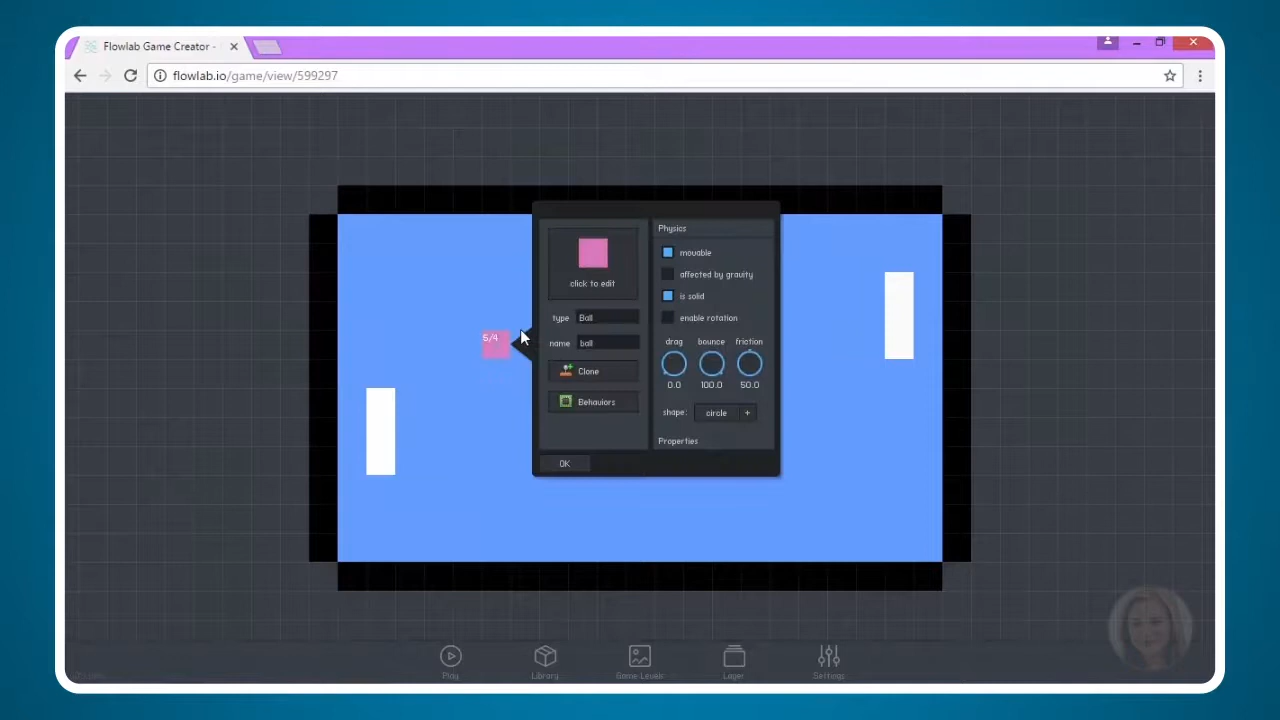 Flowlab Game Creator -
flowlab.io/game/view/599297
5/4
click to edit
type Ball
name ball
Clone
Behaviors
OK
Physics
movable
affected by gravity
is solid
enable rotation
drag bounce friction
0.0 100.0 50.0
shape: circle +
Properties
Play Library Game Levels Layer Settings